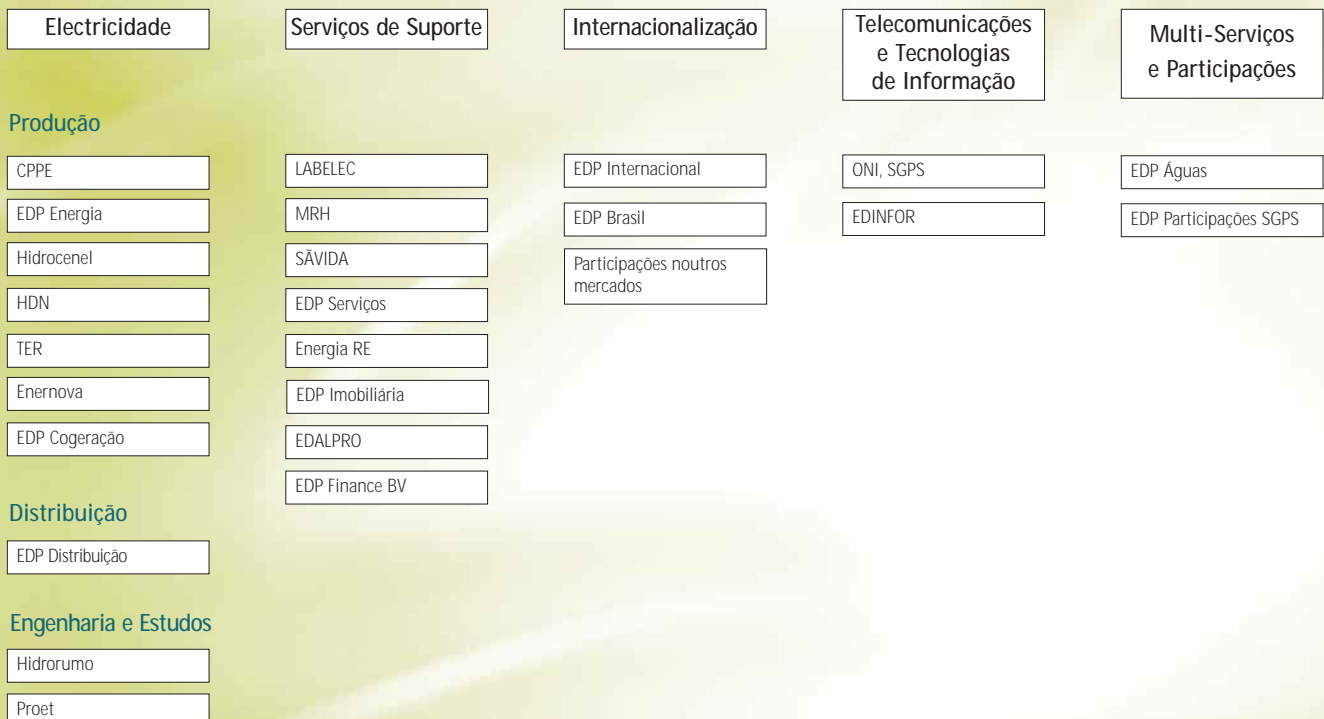 Electricidade
Serviços de Suporte
Internacionalização
Telecomunicações
e Tecnologias
de Informação
Multi-Serviços
e Participações
Produção
CPPE
EDP Energia
Hidrocenel
HDN
TER
Enernova
EDP Cogeração
Distribuição
EDP Distribuição
Engenharia e Estudos
Hidrorumo
Proet
LABELEC
MRH
SÃVIDA
EDP Serviços
Energia RE
EDP Imobiliária
EDALPRO
EDP Finance BV
EDP Internacional
EDP Brasil
Participações noutros
mercados
ONI, SGPS
EDINFOR
EDP Águas
EDP Participações SGPS